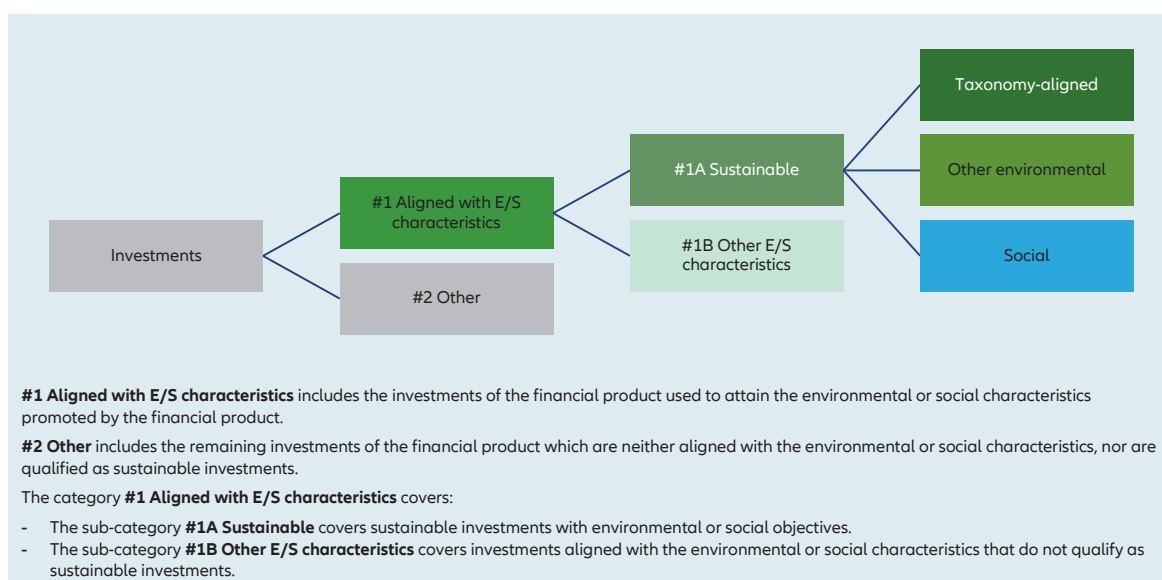 Taxonomy-aligned
#1A Sustainable
Other environmental
#1 Aligned with E/S
characteristics
Investments
#1B Other E/S
characteristics
Social
#2 Other
#1 Aligned with E/S characteristics includes the investments of the financial product used to attain the environmental or social characteristics
promoted by the financial product.
#2 Other includes the remaining investments of the financial product which are neither aligned with the environmental or social characteristics, nor are
qualified as sustainable investments.
The category #1 Aligned with E/S characteristics covers:
- The sub-category #1A Sustainable covers sustainable investments with environmental or social objectives.
- The sub-category #1B Other E/S characteristics covers investments aligned with the environmental or social characteristics that do not qualify as
sustainable investments.